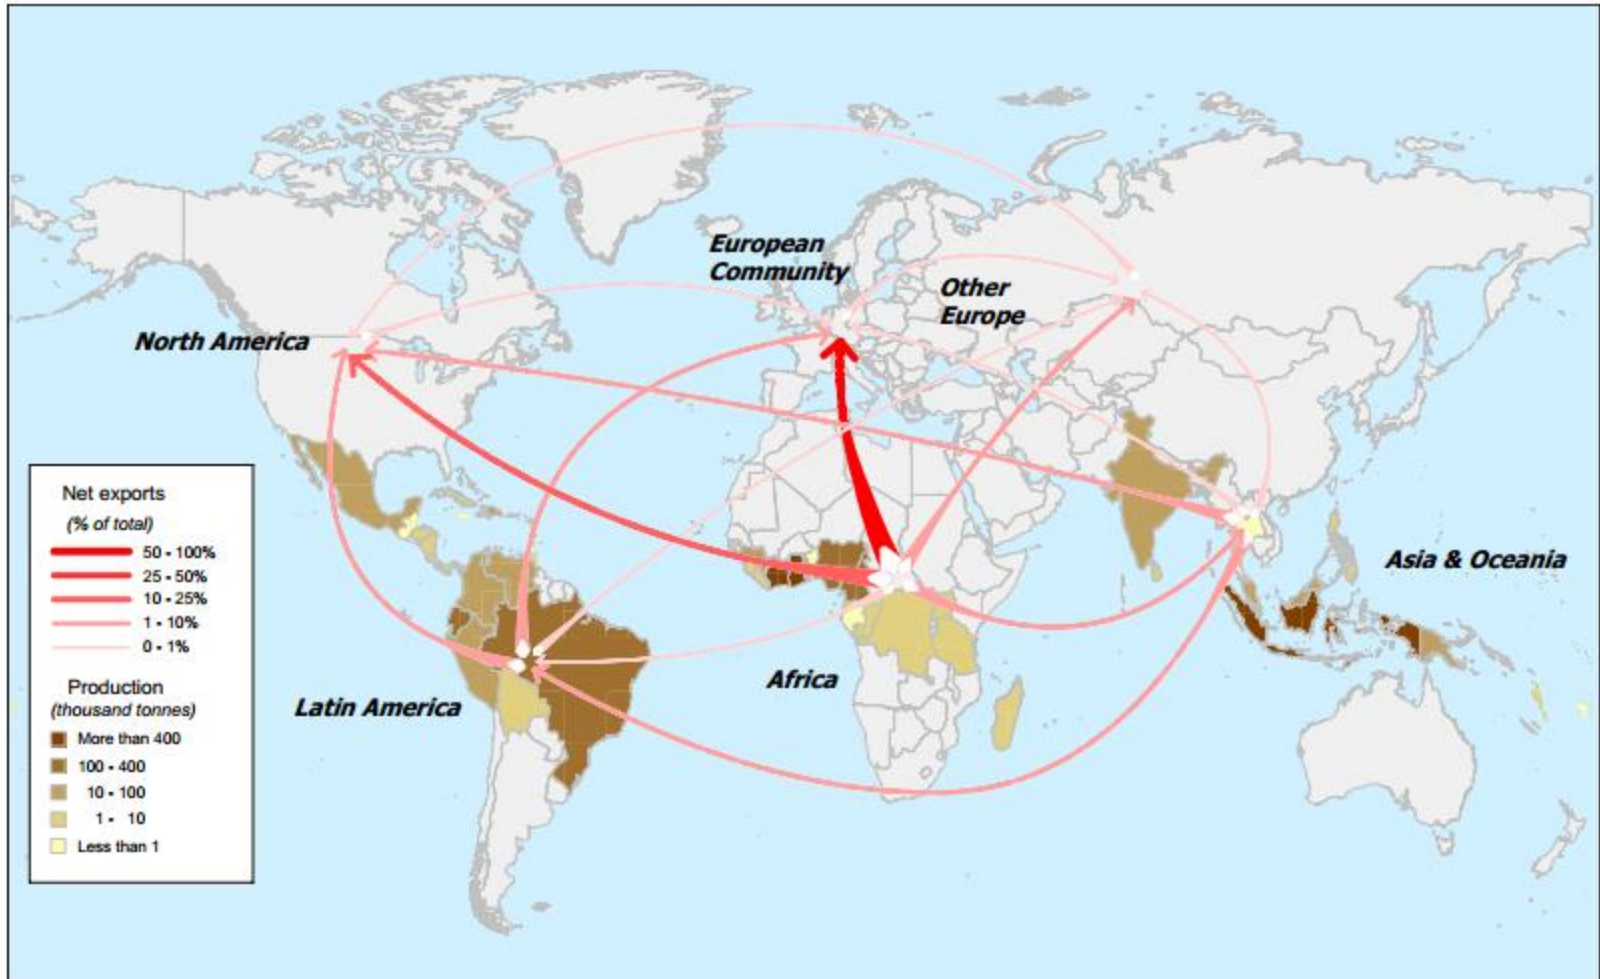 European
Community
Other
Europe
North America
Asia & Oceania
Africa
Latin America
Net exports
(% of total)
50 - 100%
25 - 50%
10 - 25%
1 - 10%
0 - 1%
Production
(thousand tonnes)
More than 400
100 - 400
10 - 100
1 - 10
Less than 1